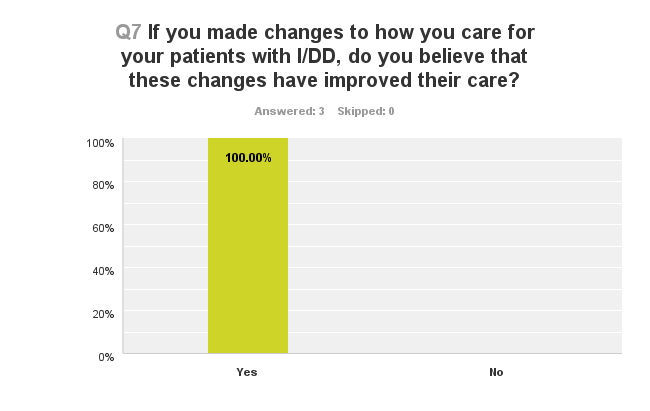 Q7 If you made changes to how you care for
your patients with I/DD, do you believe that
these changes have improved their care?
Answered: 3 Skipped: 0
100%
100.00%
80%
60%
40%
20%
0%
Yes No